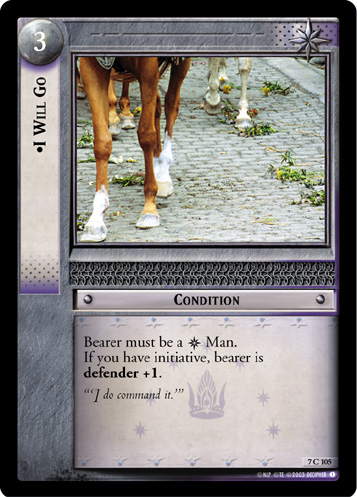 3
•I Will Go
Condition
Bearer must be a Man.
If you have initiative, bearer is
defender +1.
“‘I do command it.’”
7 C 105